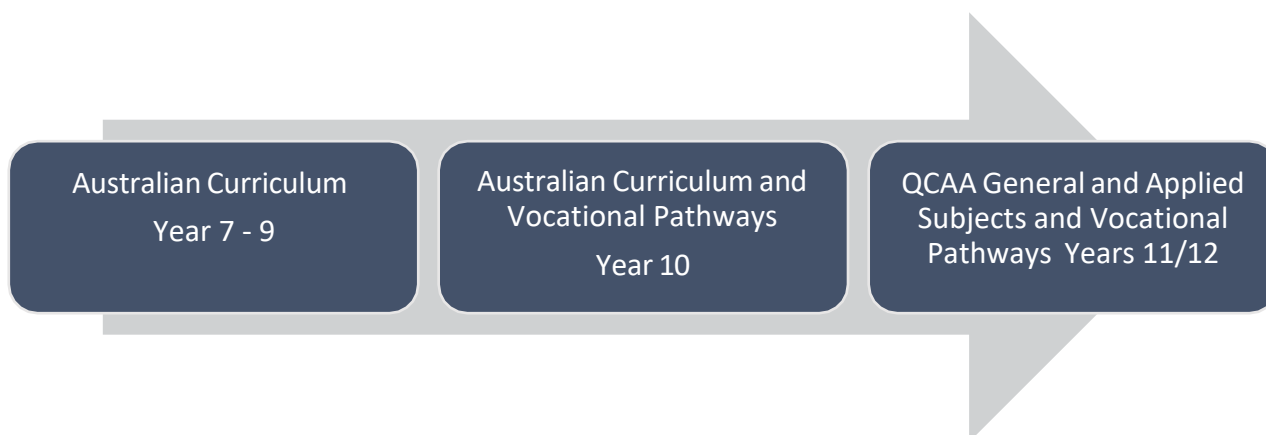 Australian Curriculum
Year 7 - 9
Australian Curriculum and
Vocational Pathways
Year 10
QCAA General and Applied
Subjects and Vocational
Pathways  Years 11/12